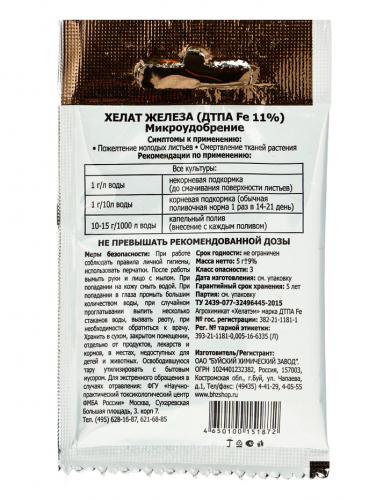 ХЕЛАТ ЖЕЛЕЗА (ДТПА Fe 11%)
Микроудобрение
Симптомы к применению:
• Пожелтение молодых листьев • Омертвление тканей растения
Рекомендации по применению:
Все культуры:
1 г/л воды
некорневая подкормка
(до смачивания поверхности листьев)
1 г/10л воды
корневая подкормка (обычная
поливочная норма 1 раз в 14-21 день)
10-15 г/1000 л воды
капельный полив
(внесение с каждым поливом)
НЕ ПРЕВЫШАТЬ РЕКОМЕНДОВАННОЙ ДОЗЫ
Меры безопасности: При работе
соблюдать правила личной гигиены,
использовать перчатки. После работы
вымыть руки и лицо с мылом. При
попадании на кожу смыть водой. При
попадании в глаза промыть большим
количеством воды, при случайном
проглатывании выпить несколько
стаканов воды, вызвать рвоту, при
необходимости обратиться к врачу.
Хранить в сухом, закрытом помещении,
отдельно от продуктов, лекарств и
кормов, в местах, недоступных для
детей и животных. Освободившуюся
тару утилизировать с бытовым
мусором. Для экстренного обращения в
случаях отравления: ФГУ «Научно-
практический токсикологический центр
ФМБА России» Москва, Сухаревская
большая площадь, 3. корп 7.
Тел. (495) 628-16-87, 621-68-85
Срок годности: не ограничен
Масса нетто: 5 г±9%
Класс опасности: 3
Дата изготовления: см. упаковку
Гарантийный срок хранения: 5 лет
Партия: см. упаковку
ТУ 2439-077-32496445-2015
Агрохимикат «Хелатэм» марка ДТПА Fe
№ гос. регистрации: 382-21-1181-1
Рег. № тарной этикетки:
393-21-1181-0,005-16-6335 (Л)
Изготовитель/Регистрант:
ОАО "БУЙСКИЙ ХИМИЧЕСКИЙ ЗАВОД".
ОГРН 1024401232382, Россия, 157003,
Костромская обл., г.Буй, ул. Чапаева,
д.1, Тел/факс: (49435) 4-41-29, 4-05-55
www.bhzshop.ru
4 650100 151872